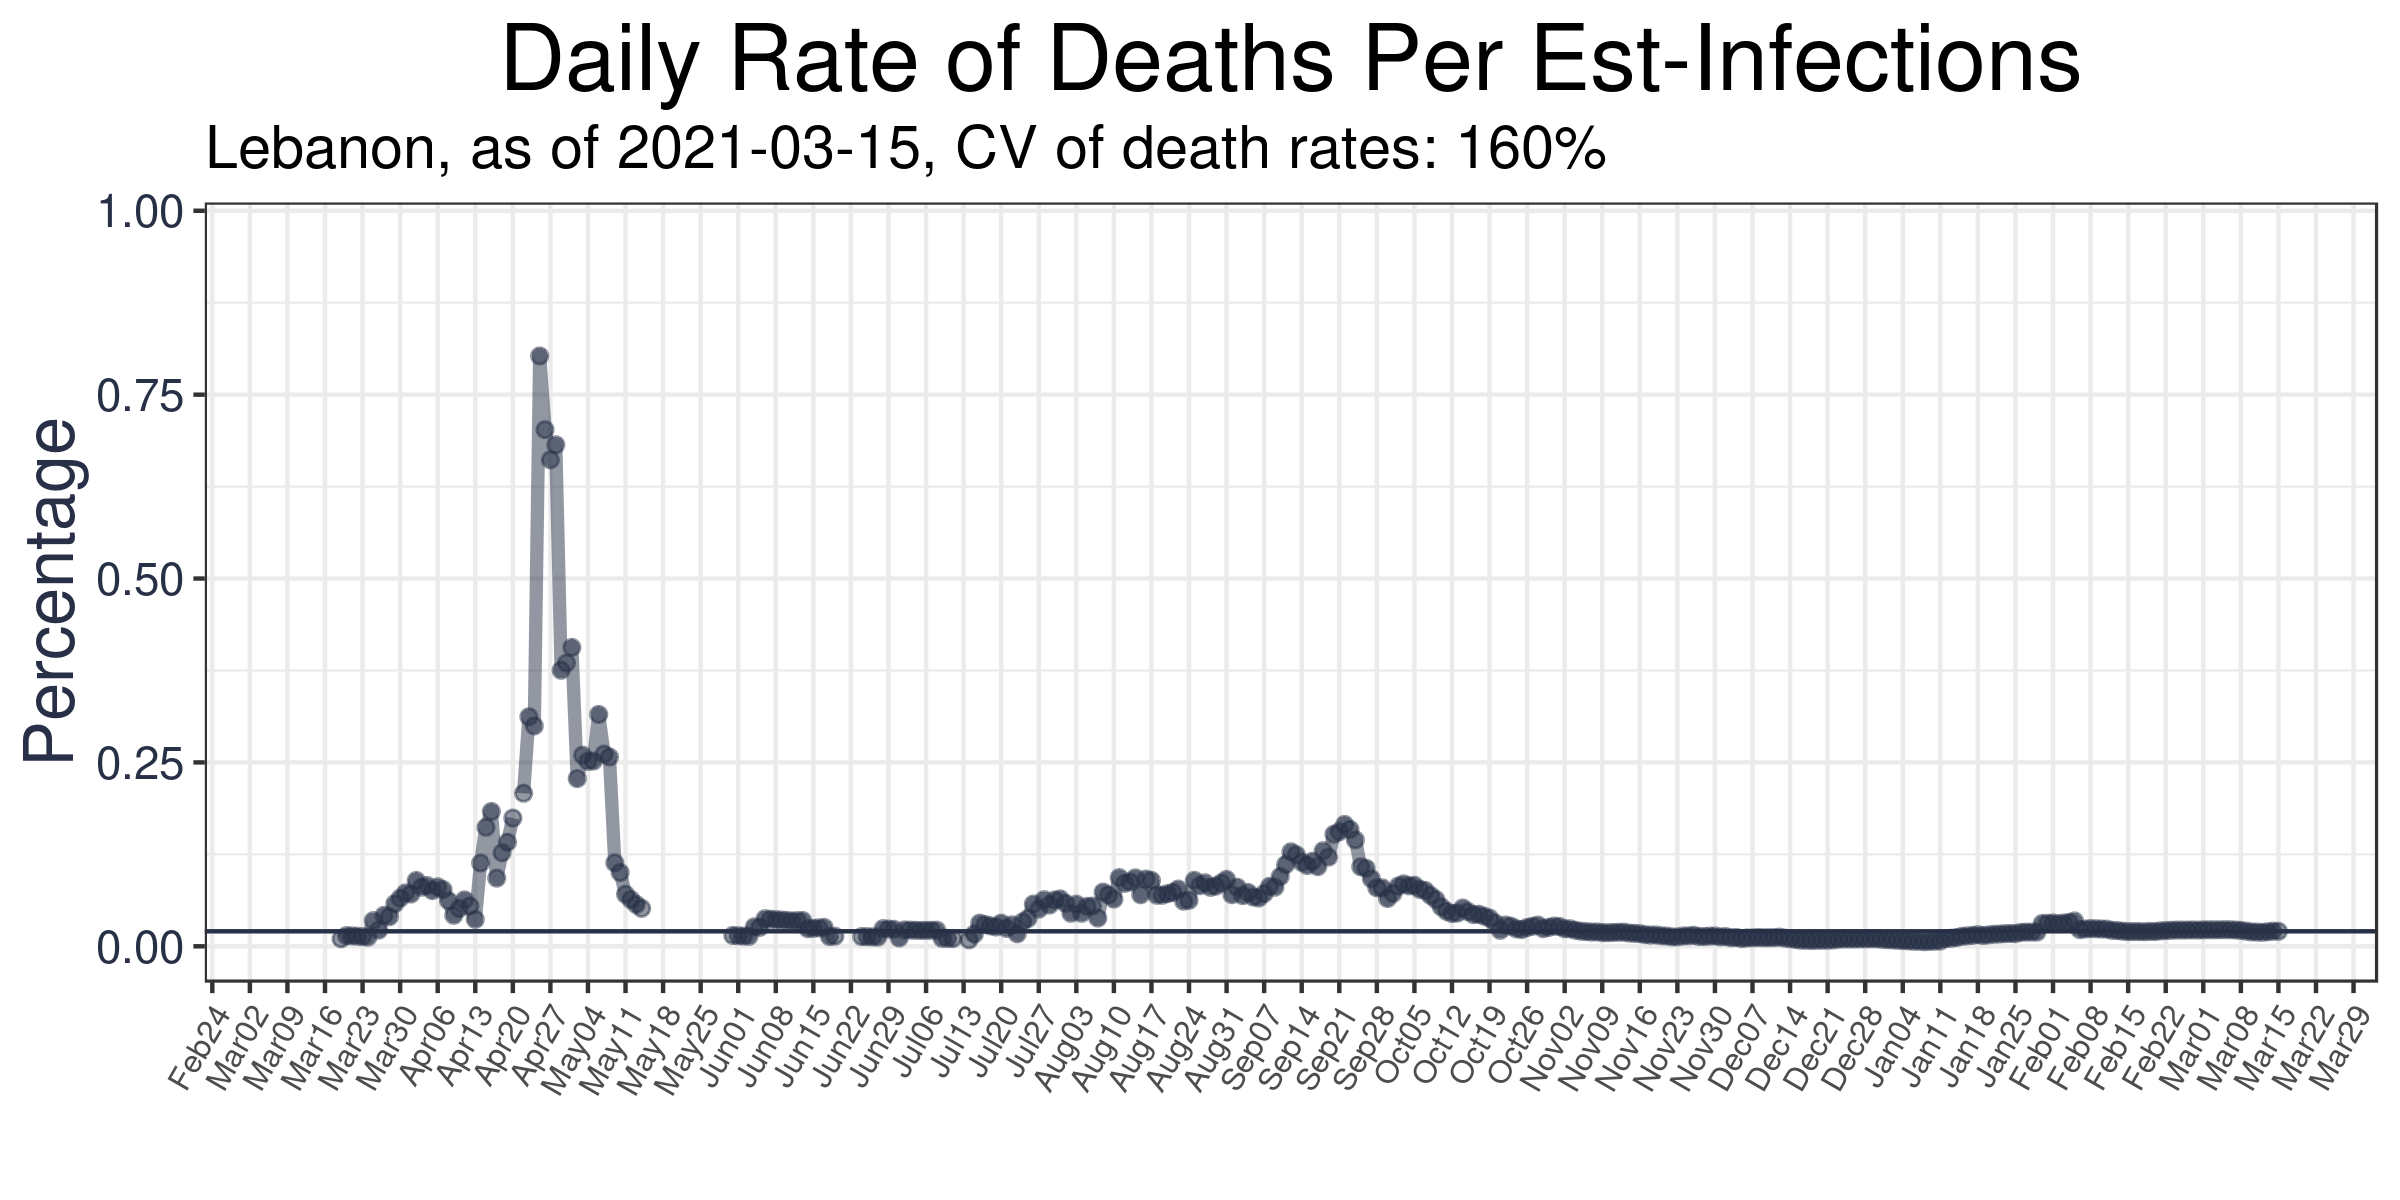 Daily Rate of Deaths Per Est-Infections
Lebanon, as of 2021-03-15, CV of death rates: 160%
Percentage
1.00
0.75
0.50
0.25
0.00
Feb24
Mar02
Mar09
Mar16
Mar23
Mar30
Apr06
Apr13
Apr20
Apr27
May04
May11
May18
May25
Jun01
Jun08
Jun15
Jun22
Jun29
Jul06
Jul13
Jul20
Jul27
Aug03
Aug10
Aug17
Aug24
Aug31
Sep07
Sep14
Sep21
Sep28
Oct05
Oct12
Oct19
Oct26
Nov02
Nov09
Nov16
Nov23
Nov30
Dec07
Dec14
Dec21
Dec28
Jan04
Jan11
Jan18
Jan25
Feb01
Feb08
Feb15
Feb22
Mar01
Mar08
Mar15
Mar22
Mar29